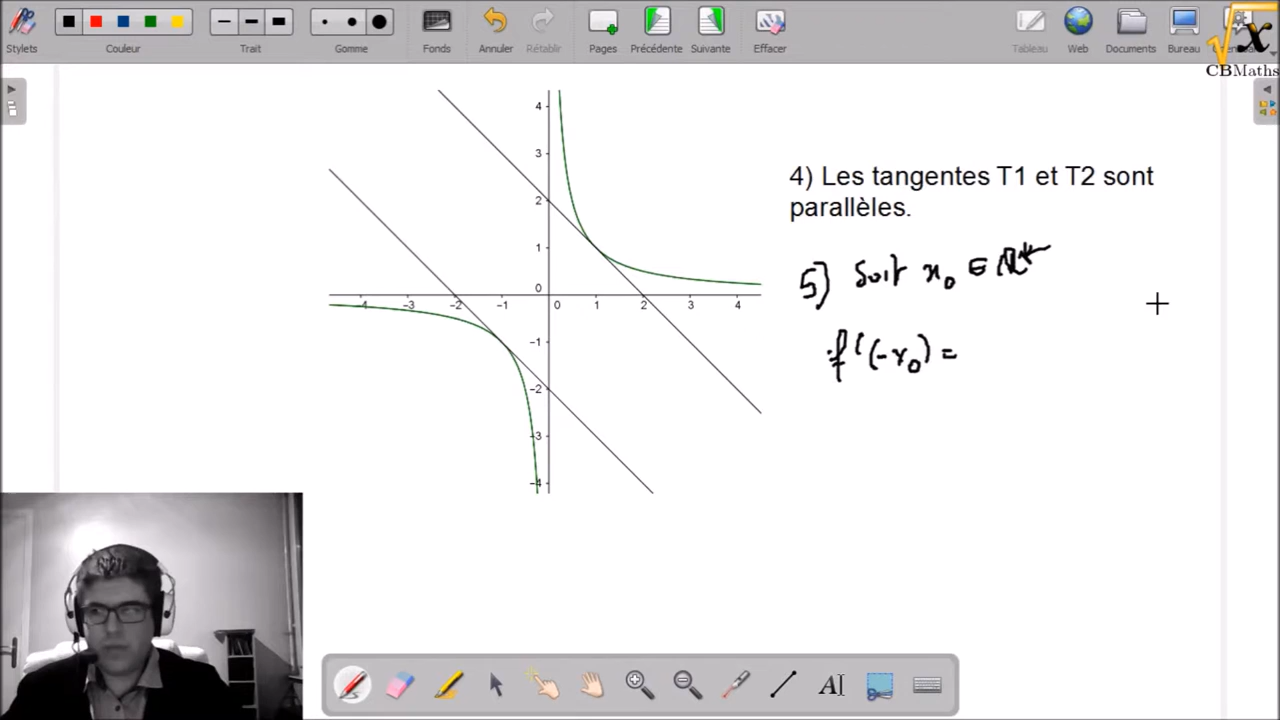 Stylets Couleur Trait Gomme Fonds Annuler Rétablir Pages Précédente Suivante Effacer Tableau Web Documents Bureau
CBMaths
4
3
2
1
0
-4 -3 -2 -1 0 1 2 3 4
-1
-2
-3
-4
4) Les tangentes T1 et T2 sont
parallèles.
5) Soit x₀ ∈ ℝ*
f'(-x₀) =
AI